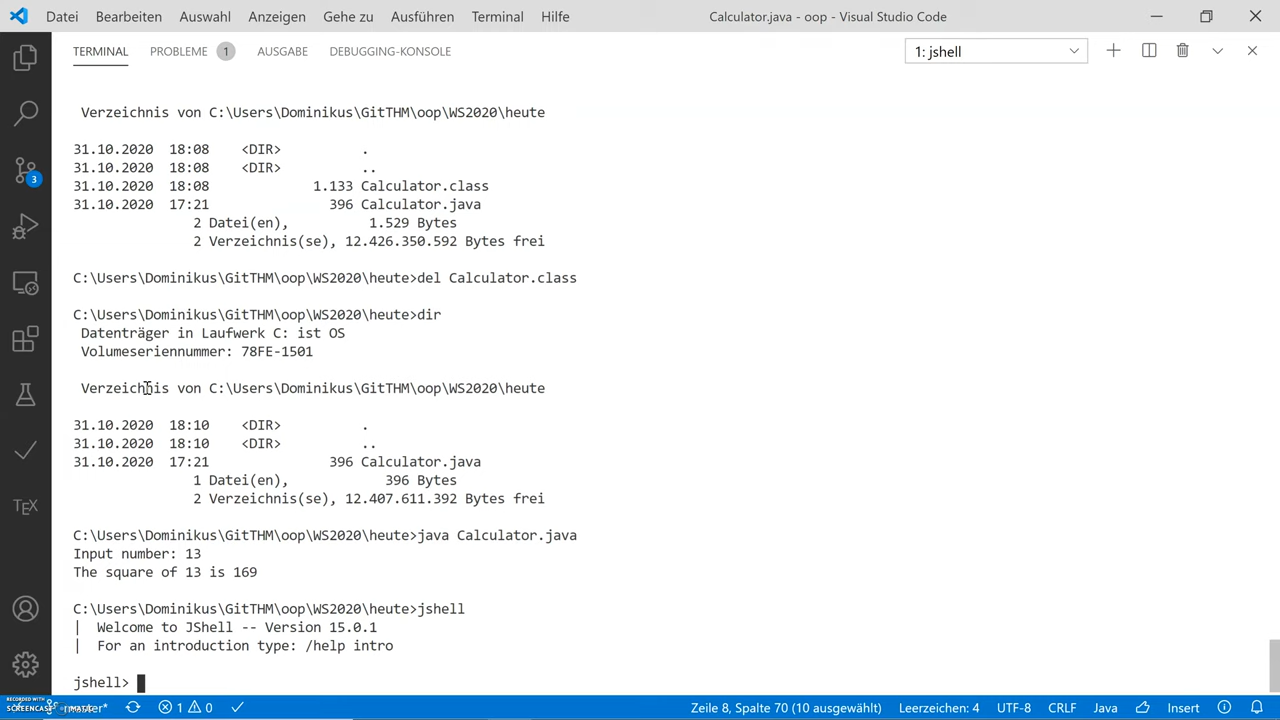 Datei Bearbeiten Auswahl Anzeigen Gehe zu Ausführen Terminal Hilfe Calculator.java - oop - Visual Studio Code
TERMINAL PROBLEME 1 AUSGABE DEBUGGING-KONSOLE 1: jshell
Verzeichnis von C:\Users\Dominikus\GitTHM\oop\WS2020\heute
31.10.2020 18:08 <DIR> .
31.10.2020 18:08 <DIR> ..
31.10.2020 18:08 1.133 Calculator.class
31.10.2020 17:21 396 Calculator.java
2 Datei(en), 1.529 Bytes
2 Verzeichnis(se), 12.426.350.592 Bytes frei
C:\Users\Dominikus\GitTHM\oop\WS2020\heute>del Calculator.class
C:\Users\Dominikus\GitTHM\oop\WS2020\heute>dir
Datenträger in Laufwerk C: ist OS
Volumeseriennummer: 78FE-1501
Verzeichnis von C:\Users\Dominikus\GitTHM\oop\WS2020\heute
31.10.2020 18:10 <DIR> .
31.10.2020 18:10 <DIR> ..
31.10.2020 17:21 396 Calculator.java
1 Datei(en), 396 Bytes
2 Verzeichnis(se), 12.407.611.392 Bytes frei
C:\Users\Dominikus\GitTHM\oop\WS2020\heute>java Calculator.java
Input number: 13
The square of 13 is 169
C:\Users\Dominikus\GitTHM\oop\WS2020\heute>jshell
| Welcome to JShell -- Version 15.0.1
| For an introduction type: /help intro
jshell>
3
TEX
RECORDED WITH
1 0 Zeile 8, Spalte 70 (10 ausgewählt) Leerzeichen: 4 UTF-8 CRLF Java Insert